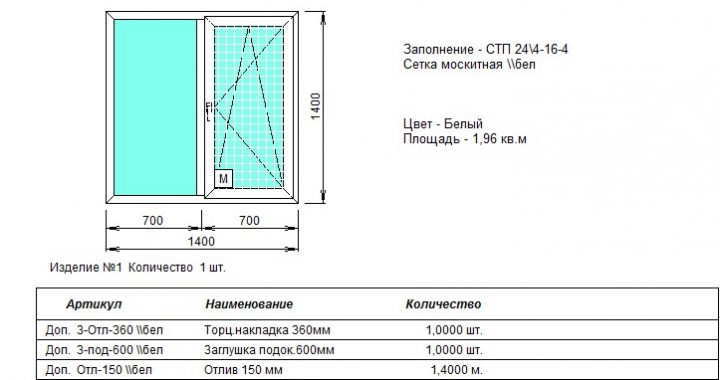 Заполнение - СТП 24\4-16-4
Сетка москитная \\бел
1400
Цвет - Белый
Площадь - 1,96 кв.м
М
700 700
1400
Изделие №1 Количество 1 шт.
Артикул Наименование Количество
Доп. 3-Отл-360 \\бел Торц.накладка 360мм 1,0000 шт.
Доп. 3-под-600 \\бел Заглушка подок.600мм 1,0000 шт.
Доп. Отл-150 \\бел Отлив 150 мм 1,4000 м.